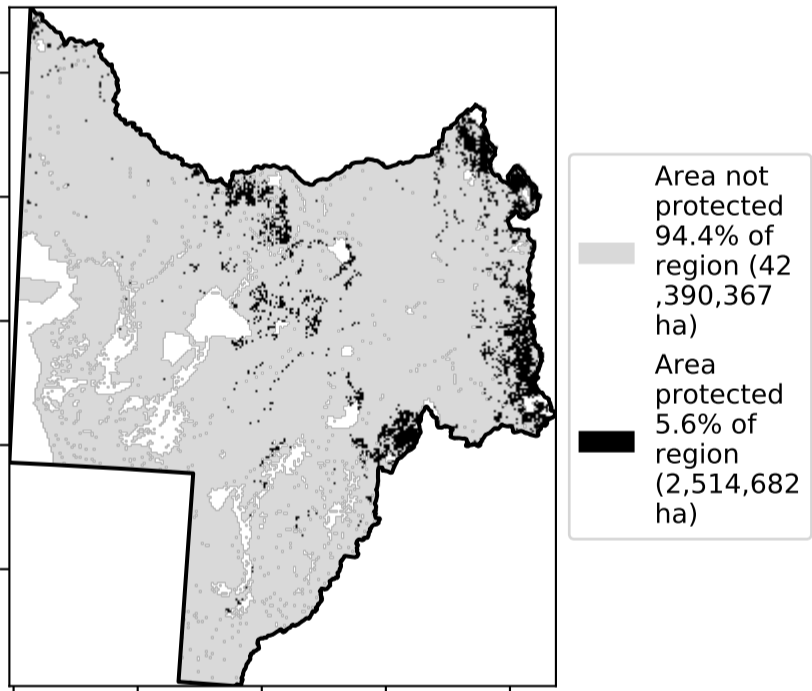 Area not
protected
94.4% of
region (42
,390,367
ha)
Area
protected
5.6% of
region
(2,514,682
ha)